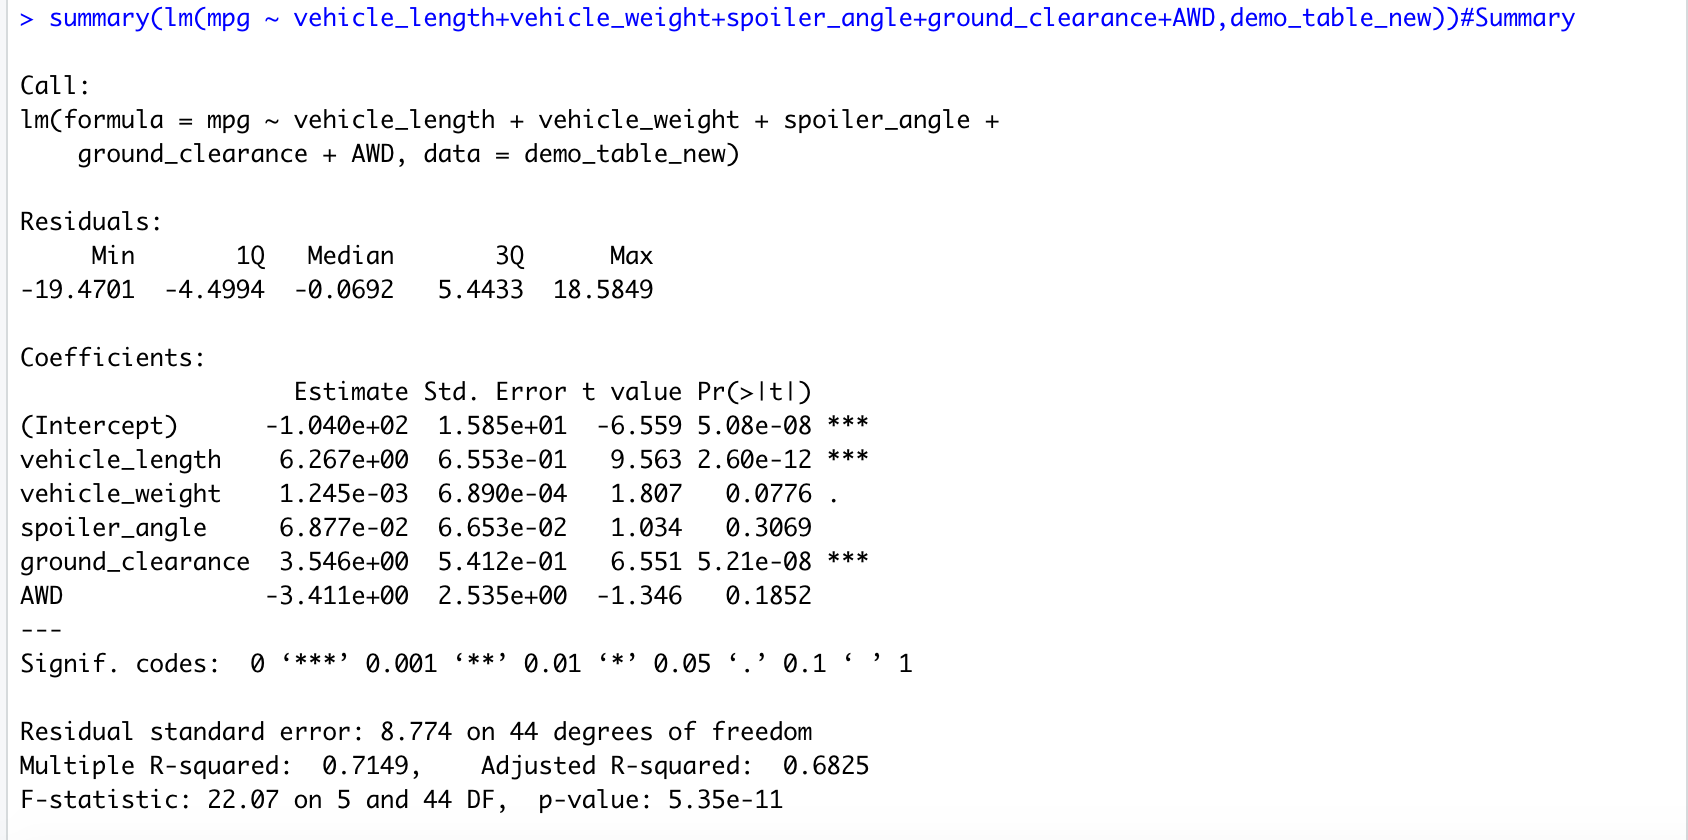 > summary(lm(mpg ~ vehicle_length+vehicle_weight+spoiler_angle+ground_clearance+AWD,demo_table_new))#Summary

Call:
lm(formula = mpg ~ vehicle_length + vehicle_weight + spoiler_angle +
    ground_clearance + AWD, data = demo_table_new)

Residuals:
     Min       1Q   Median       3Q      Max
-19.4701  -4.4994  -0.0692   5.4433  18.5849

Coefficients:
                   Estimate Std. Error t value Pr(>|t|)
(Intercept)      -1.040e+02  1.585e+01  -6.559 5.08e-08 ***
vehicle_length    6.267e+00  6.553e-01   9.563 2.60e-12 ***
vehicle_weight    1.245e-03  6.890e-04   1.807   0.0776 .
spoiler_angle     6.877e-02  6.653e-02   1.034   0.3069
ground_clearance  3.546e+00  5.412e-01   6.551 5.21e-08 ***
AWD              -3.411e+00  2.535e+00  -1.346   0.1852
---
Signif. codes:  0 ‘***’ 0.001 ‘**’ 0.01 ‘*’ 0.05 ‘.’ 0.1 ‘ ’ 1

Residual standard error: 8.774 on 44 degrees of freedom
Multiple R-squared:  0.7149,    Adjusted R-squared:  0.6825
F-statistic: 22.07 on 5 and 44 DF,  p-value: 5.35e-11